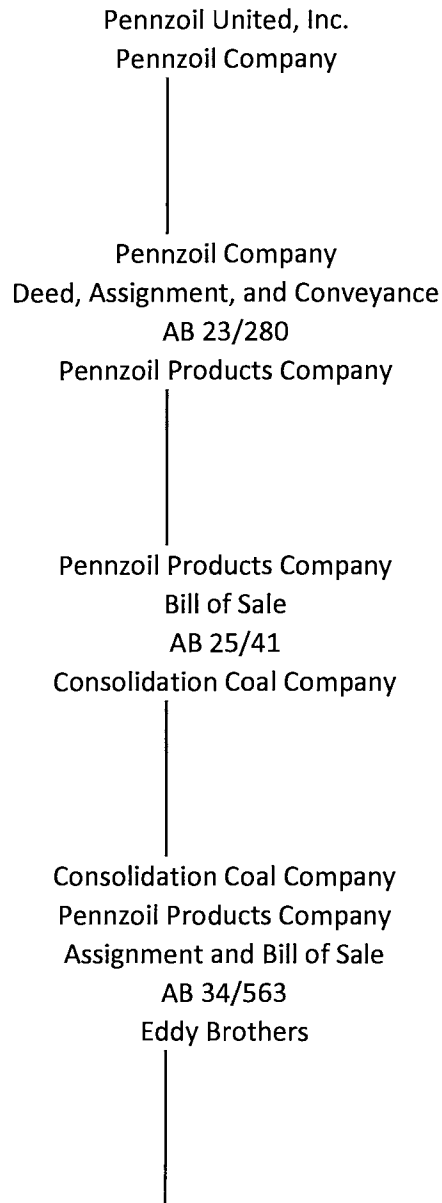 Pennzoil United, Inc.
Pennzoil Company
Pennzoil Company
Deed, Assignment, and Conveyance
AB 23/280
Pennzoil Products Company
Pennzoil Products Company
Bill of Sale
AB 25/41
Consolidation Coal Company
Consolidation Coal Company
Pennzoil Products Company
Assignment and Bill of Sale
AB 34/563
Eddy Brothers